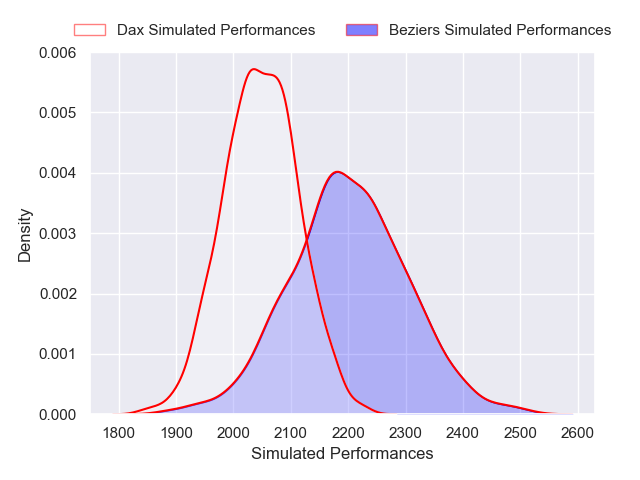 Dax Simulated Performances
Beziers Simulated Performances
0.006
0.005
0.004
0.003
0.002
0.001
0.000
Density
1800 1900 2000 2100 2200 2300 2400 2500 2600
Simulated Performances